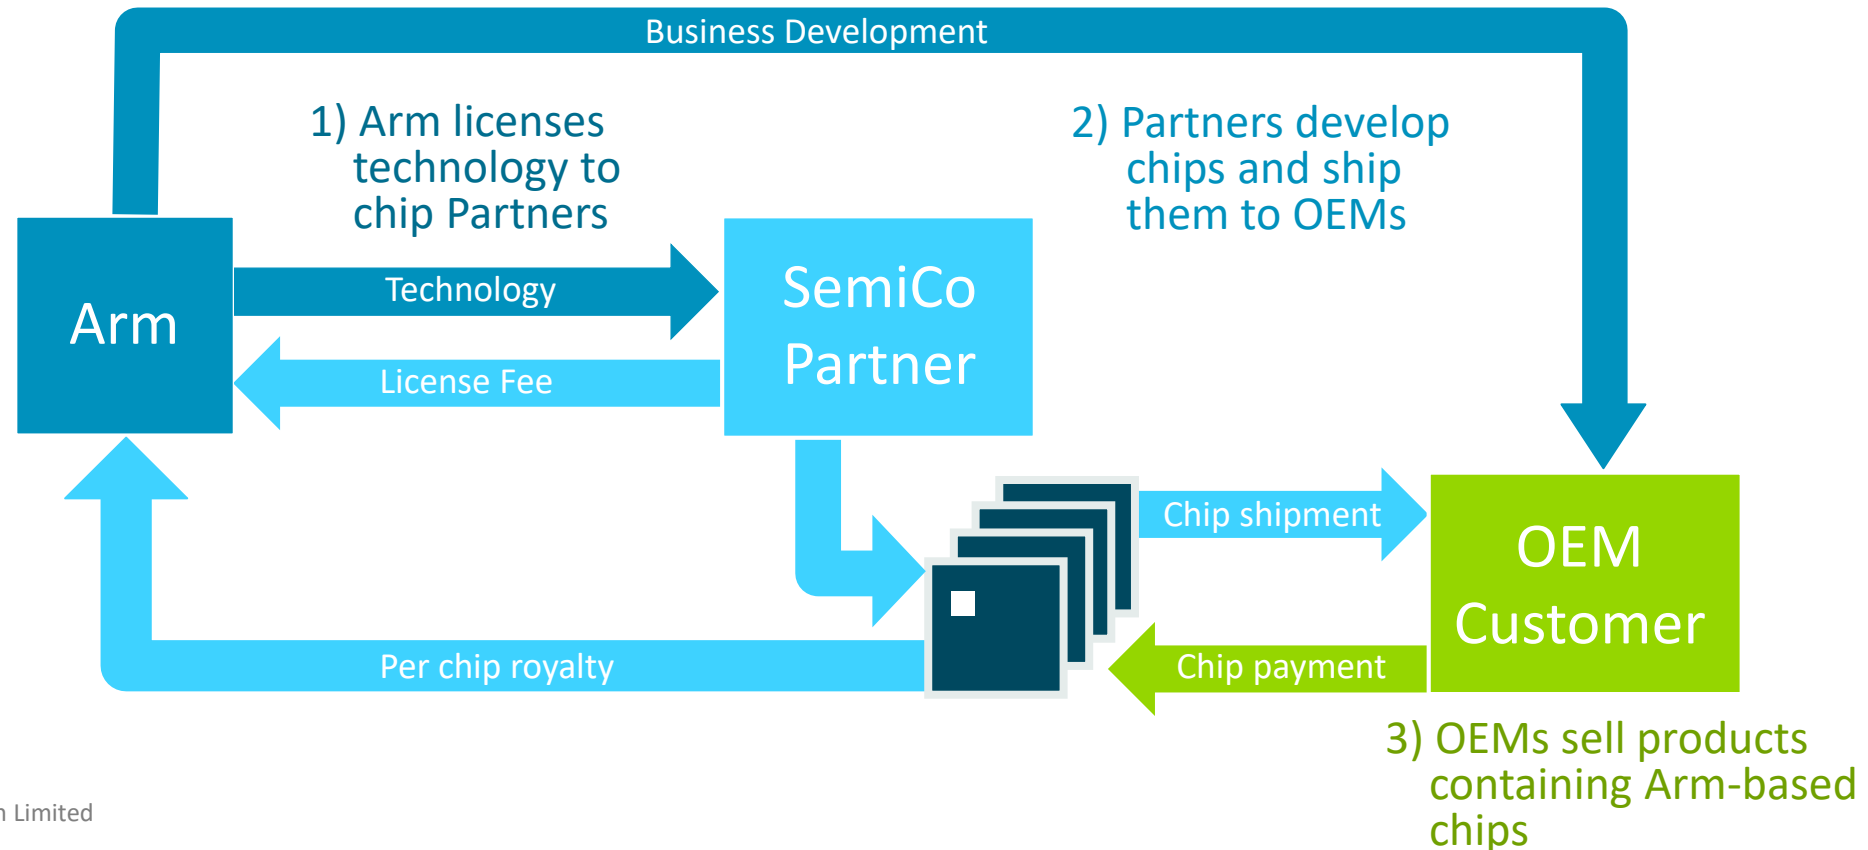 Business Development
1) Arm licenses
technology to
chip Partners
2) Partners develop
chips and ship
them to OEMs
Arm
Technology
License Fee
SemiCo
Partner
Chip shipment
OEM
Customer
Per chip royalty
Chip payment
3) OEMs sell products
containing Arm-based
chips
Limited